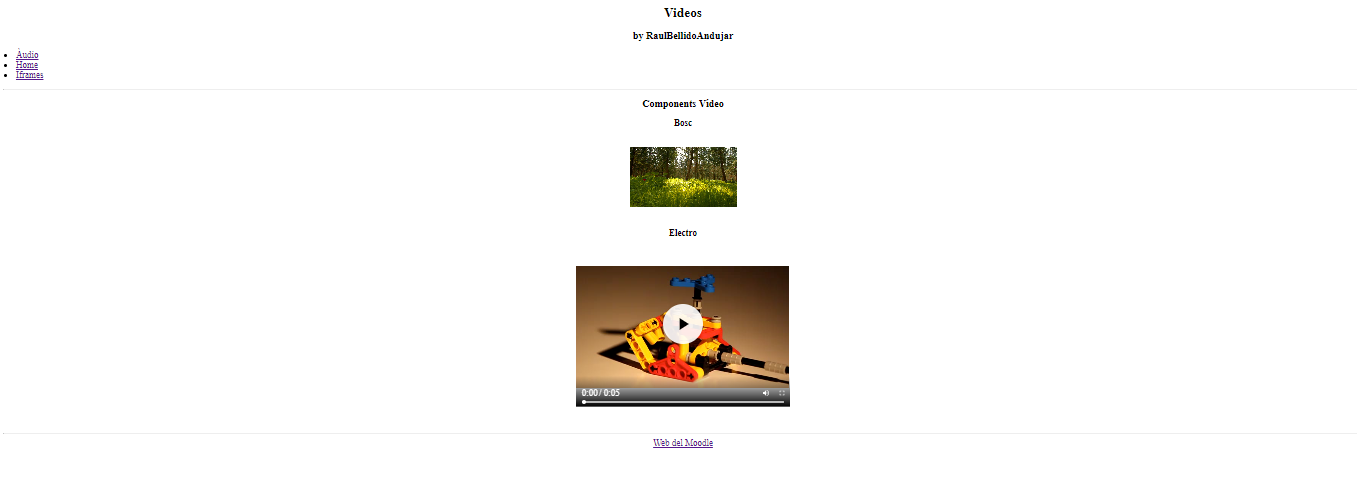 Videos
by RaulBellidoAndujar
Àudio
Home
Iframes
Components Video
Bosc
Electro
0:00 / 0:05
Web del Moodle